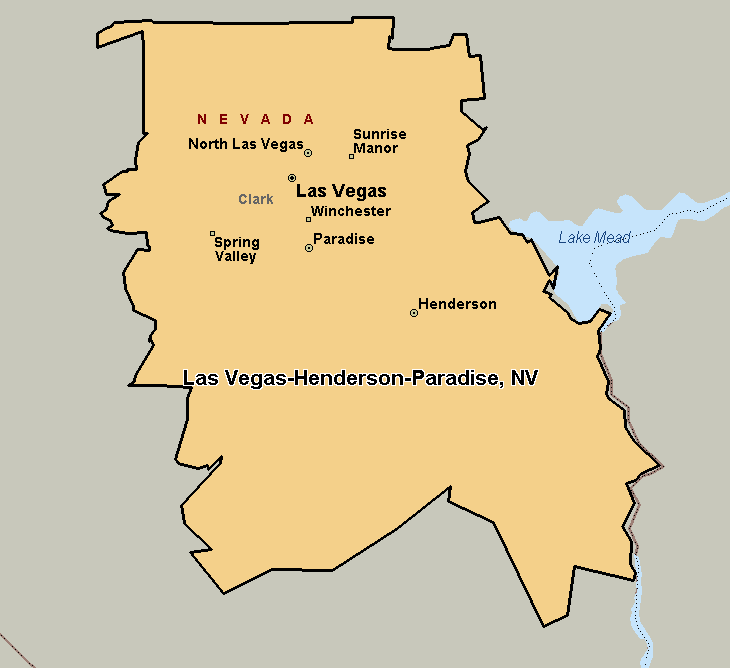 N E V A D A
Sunrise
Manor
North Las Vegas
Las Vegas
Clark
Winchester
Spring
Valley
Paradise
Lake Mead
Henderson
Las Vegas-Henderson-Paradise, NV